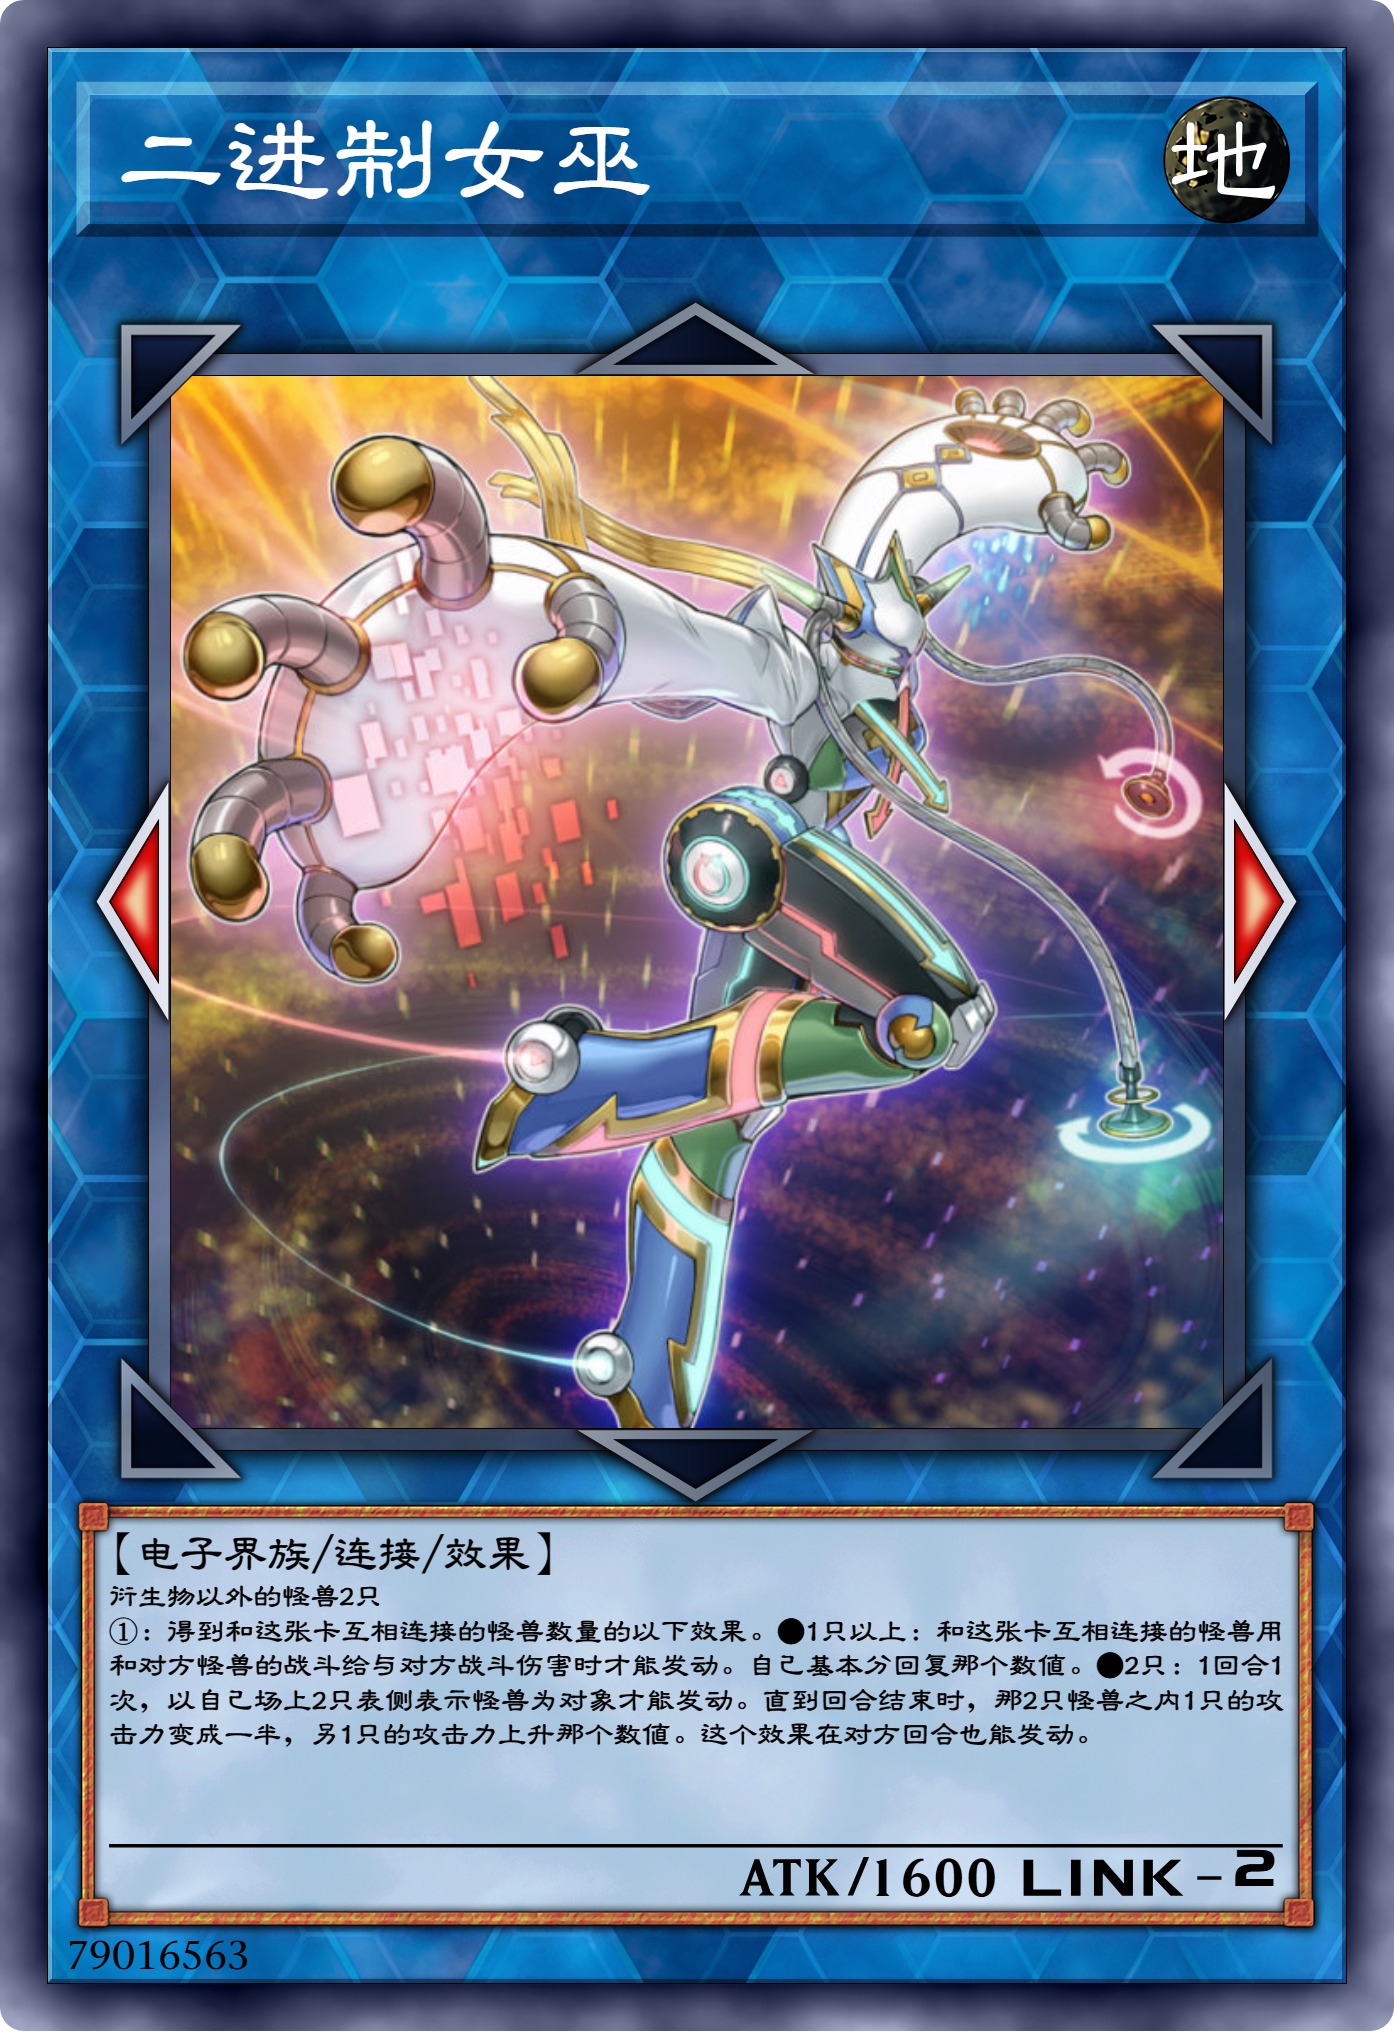 二进制女巫
地
【电子界族/连接/效果】
衍生物以外的怪兽2只
①：得到和这张卡互相连接的怪兽数量的以下效果。●1只以上：和这张卡互相连接的怪兽用
和对方怪兽的战斗给与对方战斗伤害时才能发动。自己基本分回复那个数值。●2只：1回合1
次，以自己场上2只表侧表示怪兽为对象才能发动。直到回合结束时，那2只怪兽之内1只的攻
击力变成一半，另1只的攻击力上升那个数值。这个效果在对方回合也能发动。
ATK/1600 LINK-2
79016563